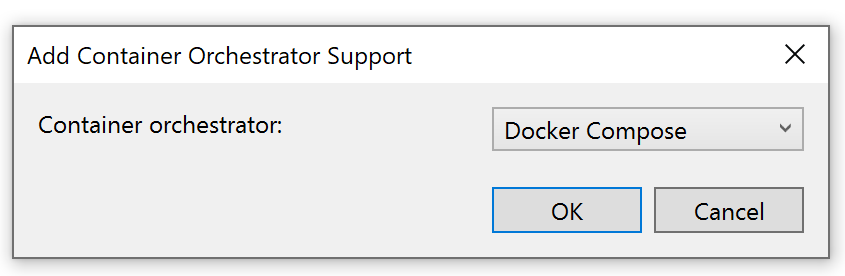 Add Container Orchestrator Support
Container orchestrator:
Docker Compose
OK
Cancel